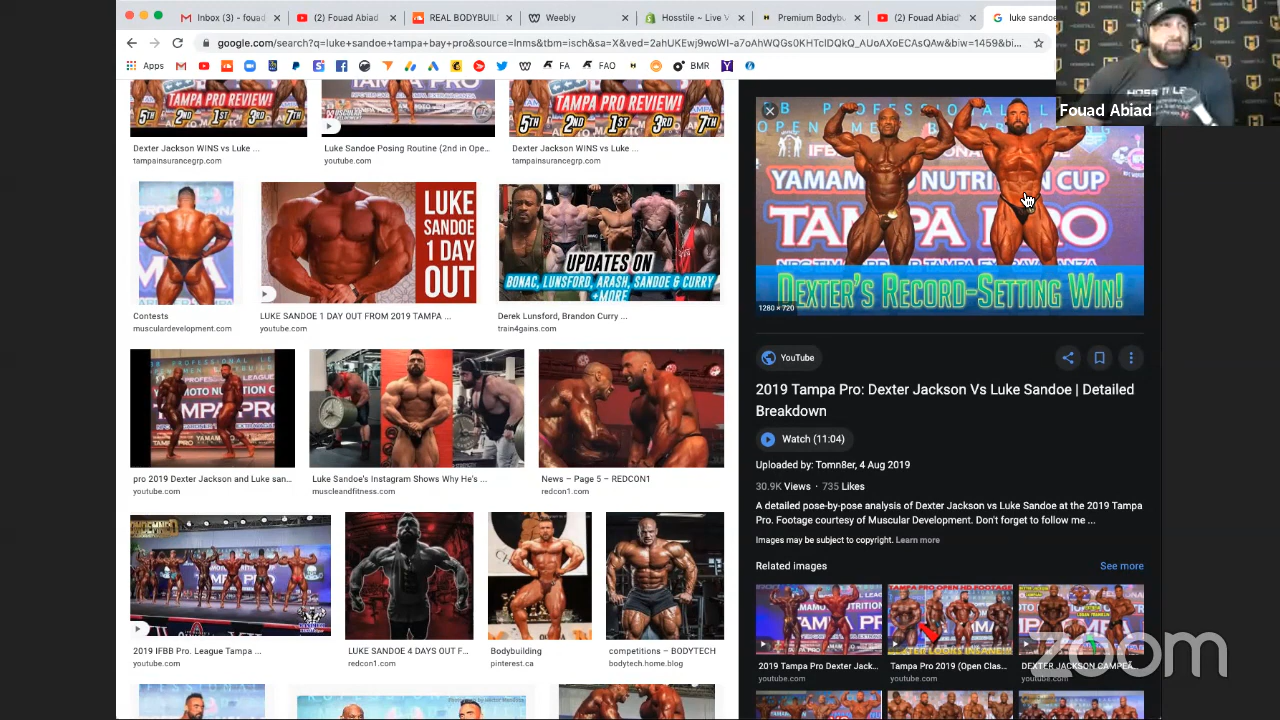 Inbox (3) - fouad
(2) Fouad Abiad
REAL BODYBUIL
Weebly
Hosstile ~ Live V
Premium Bodybu
(2) Fouad Abiad"
luke sandoe
google.com/search?q=luke+sandoe+tampa+bay+pro&source=lnms&tbm=isch&sa=X&ved=2ahUKEwj9woWI-a7oAhWQGs0KHTcIDQkQ_AUoAXoECAsQAw&biw=1459&bi...
Apps
FA
FAQ
BMR
Fouad Abiad
TAMPA PRO REVIEW!
5TH 2ND 1ST 3RD 7TH
TAMPA PRO REVIEW!
5TH 2ND 1ST 3RD 7TH
Dexter Jackson WINS vs Luke ...
tampainsurancegrp.com
Luke Sandoe Posing Routine (2nd in Ope...
youtube.com
Dexter Jackson WINS vs Luke ...
tampainsurancegrp.com
LUKE
SANDOE
1 DAY
OUT
UPDATES ON
BONAC, LUNSFORD, ARASH, SANDOE & CURRY
+MORE
Contests
musculardevelopment.com
LUKE SANDOE 1 DAY OUT FROM 2019 TAMPA ...
youtube.com
Derek Lunsford, Brandon Curry ...
train4gains.com
pro 2019 Dexter Jackson and Luke san...
youtube.com
Luke Sandoe's Instagram Shows Why He's ...
muscleandfitness.com
News – Page 5 – REDCON1
redcon1.com
2019 IFBB Pro. League Tampa ...
youtube.com
LUKE SANDOE 4 DAYS OUT F...
redcon1.com
Bodybuilding
pinterest.ca
competitions – BODYTECH
bodytech.home.blog
YAMAMOTO NUTRITION CUP
TAMPA PRO
DEXTER'S RECORD-SETTING WIN!
1280 × 720
YouTube
2019 Tampa Pro: Dexter Jackson Vs Luke Sandoe | Detailed
Breakdown
Watch (11:04)
Uploaded by: Tomn8er, 4 Aug 2019
30.9K Views · 735 Likes
A detailed pose-by-pose analysis of Dexter Jackson vs Luke Sandoe at the 2019 Tampa
Pro. Footage courtesy of Muscular Development. Don't forget to follow me ...
Images may be subject to copyright. Learn more
Related images
See more
2019 Tampa Pro Dexter Jack...
youtube.com
Tampa Pro 2019 (Open Clas...
youtube.com
DEXTER JACKSON CAMPEÃ...
youtube.com
zoom